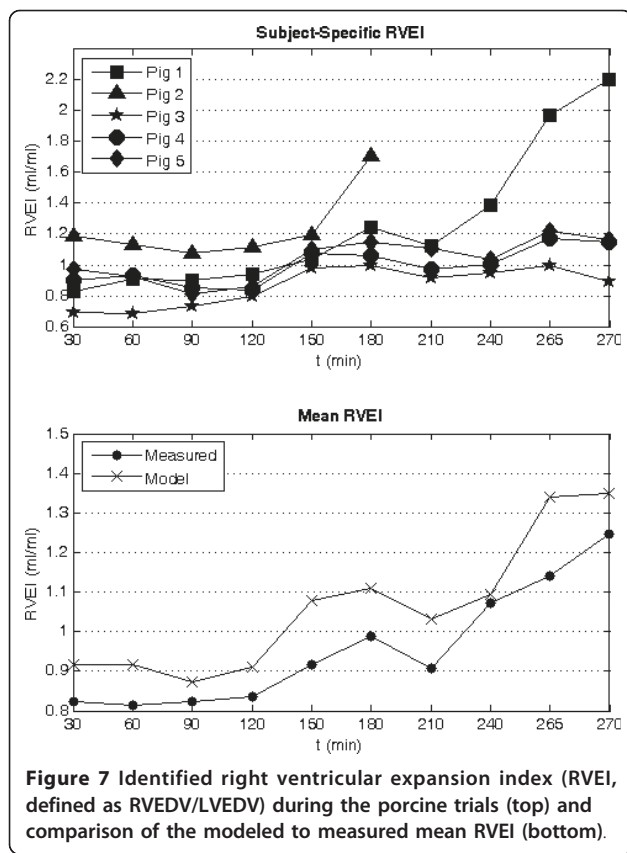 Subject-Specific RVEI
Pig 1
Pig 2
Pig 3
Pig 4
Pig 5
RVEI (ml/ml)
2.2
2
1.8
1.6
1.4
1.2
1
0.8
0.6
30 60 90 120 150 180 210 240 265 270
t (min)
Mean RVEI
Measured
Model
RVEI (ml/ml)
1.5
1.4
1.3
1.2
1.1
1
0.9
0.8
30 60 90 120 150 180 210 240 265 270
t (min)
Figure 7 Identified right ventricular expansion index (RVEI,
defined as RVEDV/LVEDV) during the porcine trials (top) and
comparison of the modeled to measured mean RVEI (bottom).